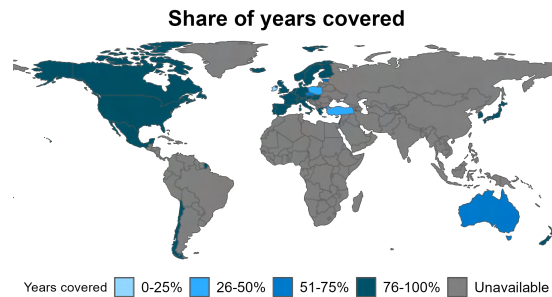 Share of years covered
Years covered 0-25% 26-50% 51-75% 76-100% Unavailable